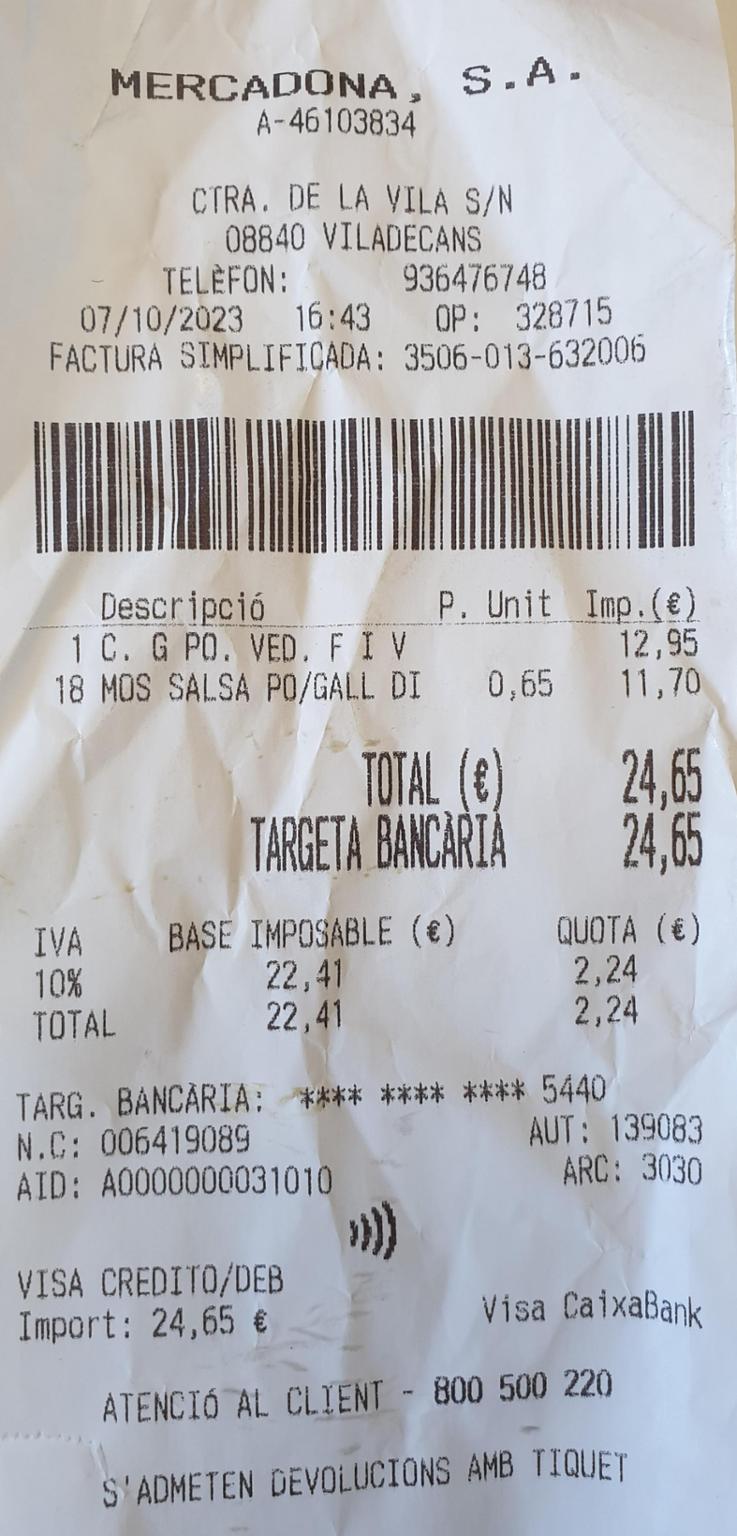 MERCADONA, S.A.
A-46103834
CTRA. DE LA VILA S/N
08840 VILADECANS
TELÈFON: 936476748
07/10/2023 16:43 OP: 328715
FACTURA SIMPLIFICADA: 3506-013-632006
Descripció P. Unit Imp.(€)
1 C. G PO. VED. F I V 12,95
18 MOS SALSA PO/GALL DI 0,65 11,70
TOTAL (€) 24,65
TARGETA BANCÀRIA 24,65
IVA BASE IMPOSABLE (€) QUOTA (€)
10% 22,41 2,24
TOTAL 22,41 2,24
TARG. BANCÀRIA: **** **** **** 5440
N.C: 006419089 AUT: 139083
AID: A0000000031010 ARC: 3030
VISA CREDITO/DEB
Import: 24,65 € Visa CaixaBank
ATENCIÓ AL CLIENT - 800 500 220
S'ADMETEN DEVOLUCIONS AMB TIQUET